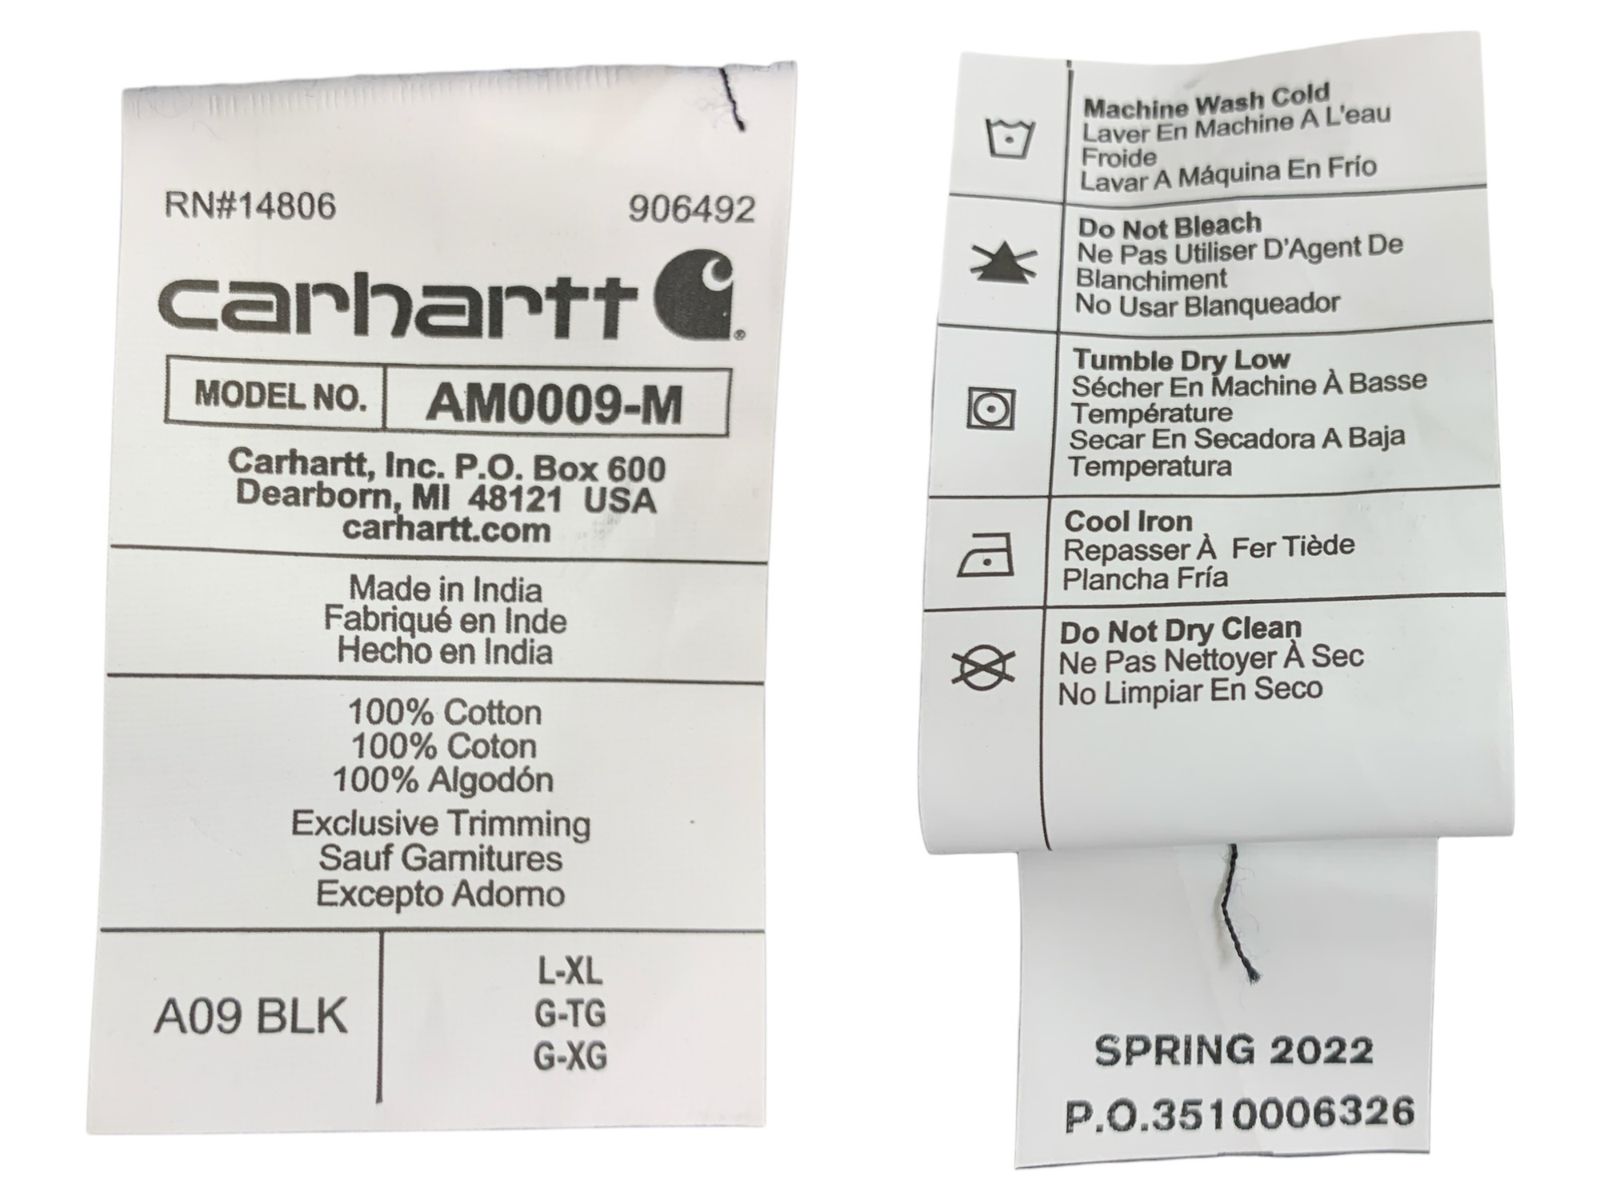 RN#14806 906492
carhartt
®
MODEL NO. AM0009-M
Carhartt, Inc. P.O. Box 600
Dearborn, MI 48121 USA
carhartt.com
Made in India
Fabriqué en Inde
Hecho en India
100% Cotton
100% Coton
100% Algodón
Exclusive Trimming
Sauf Garnitures
Excepto Adorno
A09 BLK
L-XL
G-TG
G-XG
Machine Wash Cold
Laver En Machine A L'eau
Froide
Lavar A Máquina En Frío
Do Not Bleach
Ne Pas Utiliser D'Agent De
Blanchiment
No Usar Blanqueador
Tumble Dry Low
Sécher En Machine À Basse
Température
Secar En Secadora A Baja
Temperatura
Cool Iron
Repasser À Fer Tiède
Plancha Fría
Do Not Dry Clean
Ne Pas Nettoyer À Sec
No Limpiar En Seco
SPRING 2022
P.O.3510006326